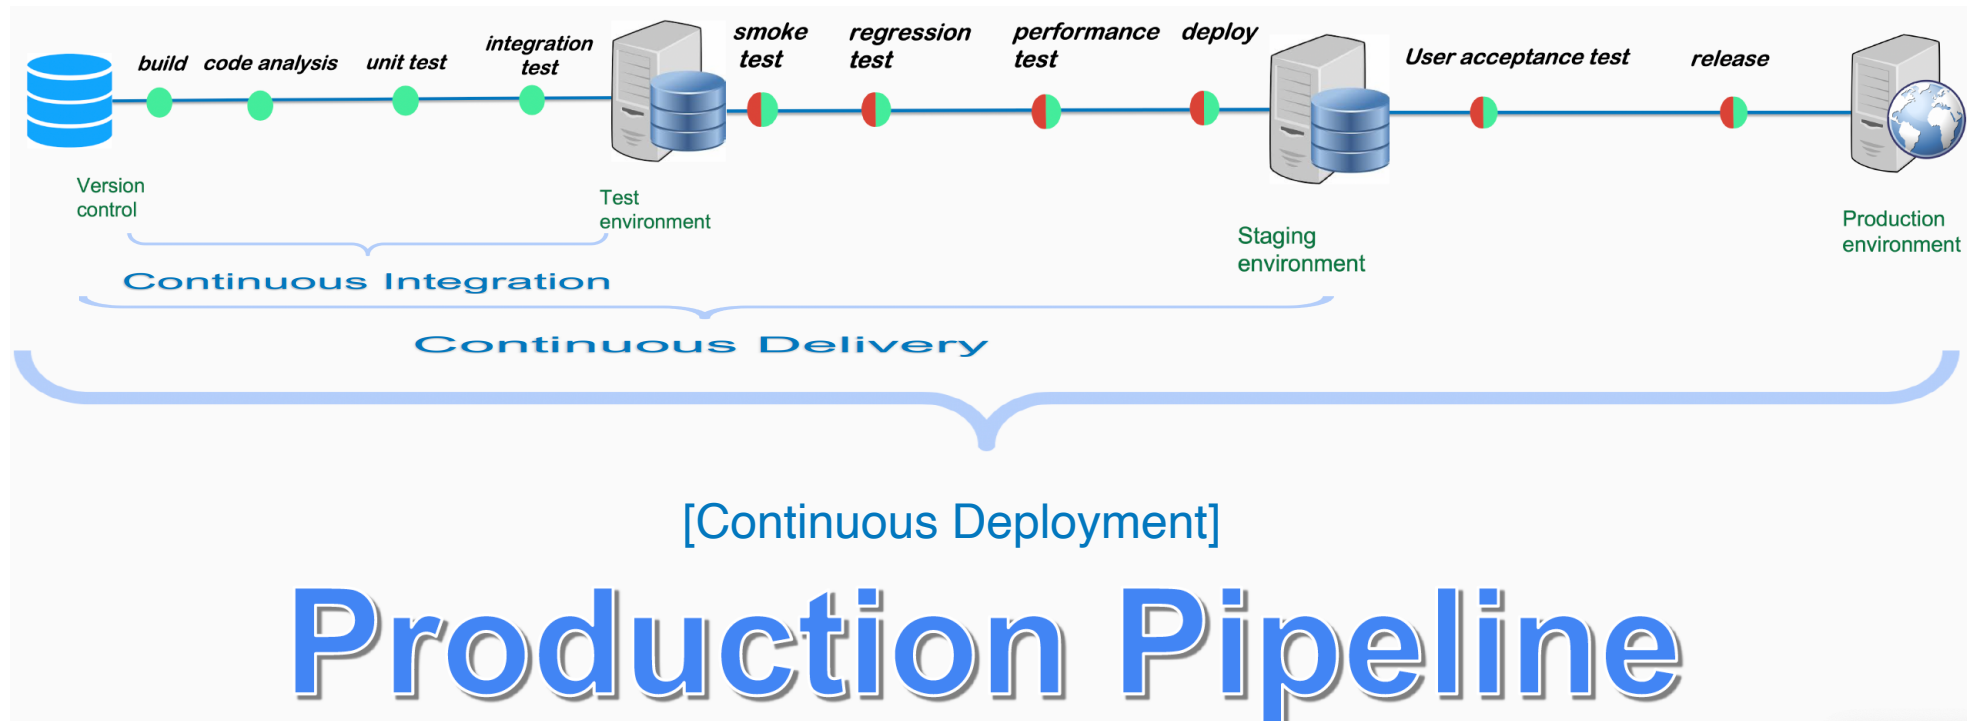 build
code analysis
unit test
integration
test
smoke
test
regression
test
performance
test
deploy
User acceptance test
release
Version
control
Test
environment
Staging
environment
Production
environment
Continuous Integration
Continuous Delivery
[Continuous Deployment]
Production Pipeline